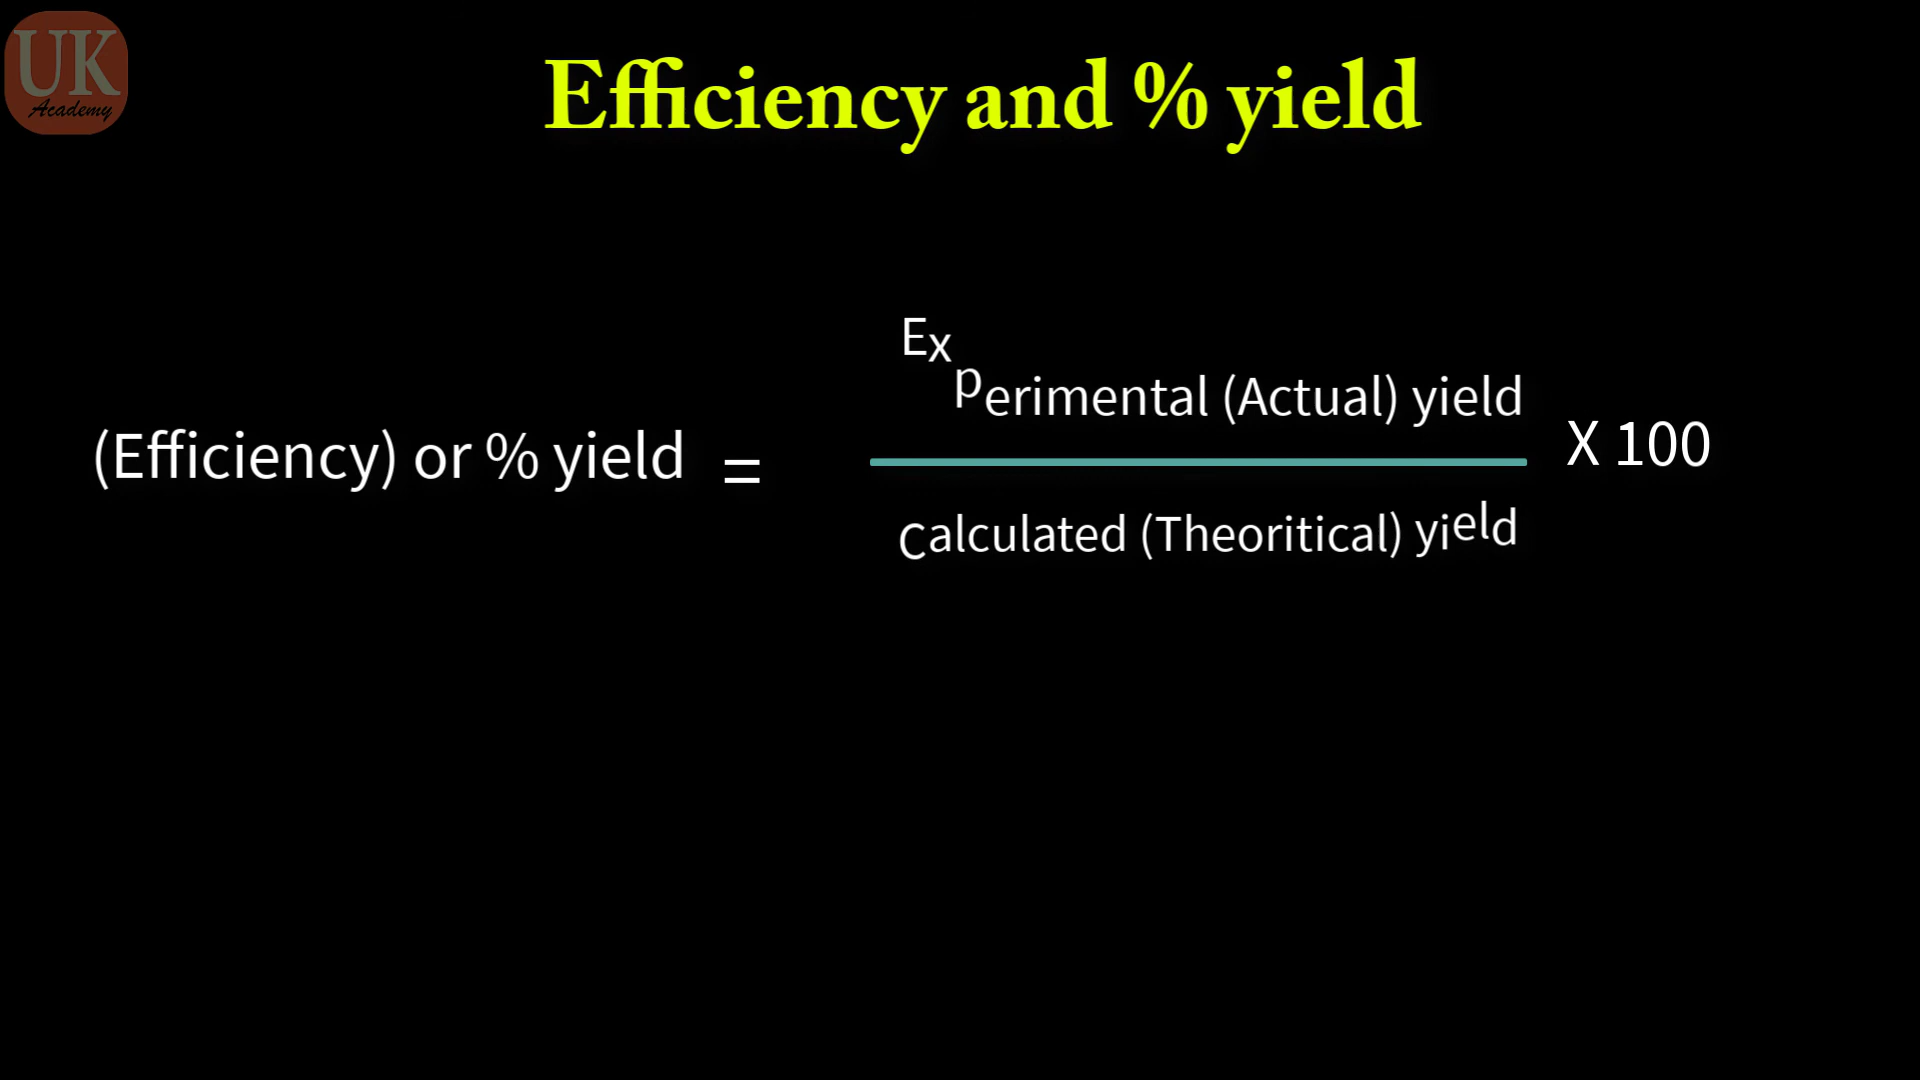 UK
Academy
Efficiency and % yield
Experimental (Actual) yield
(Efficiency) or % yield = X 100
Calculated (Theoritical) yield